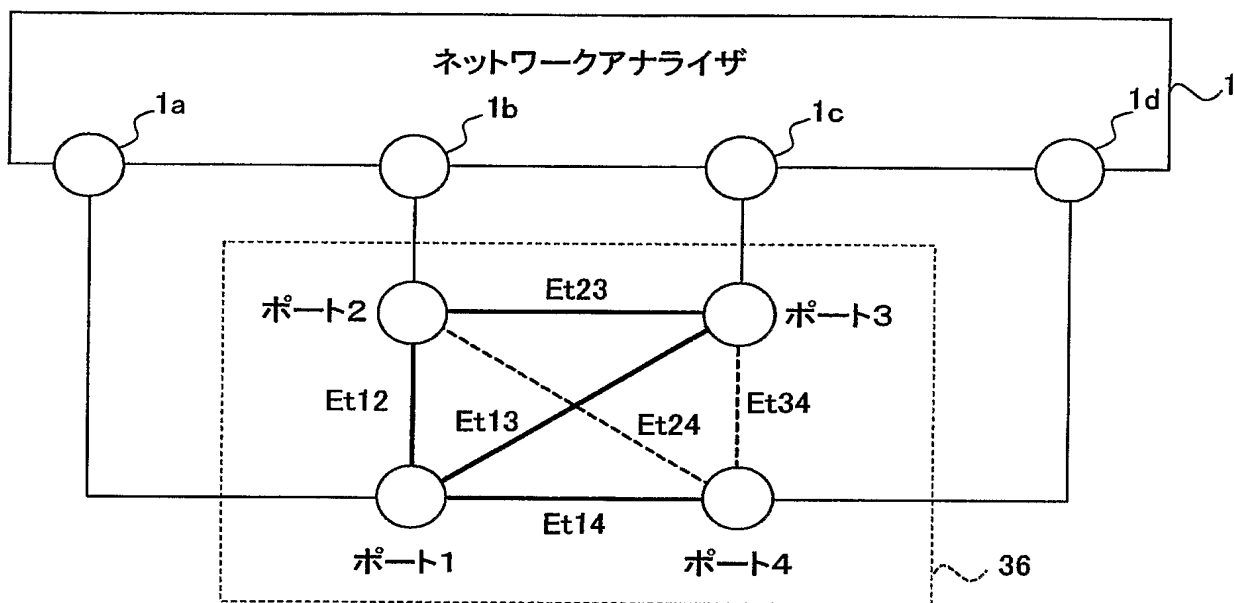 ネットワークアナライザ
1
1a
1b
1c
1d
ポート2
Et23
ポート3
Et12
Et13
Et24
Et34
Et14
ポート1
ポート4
36